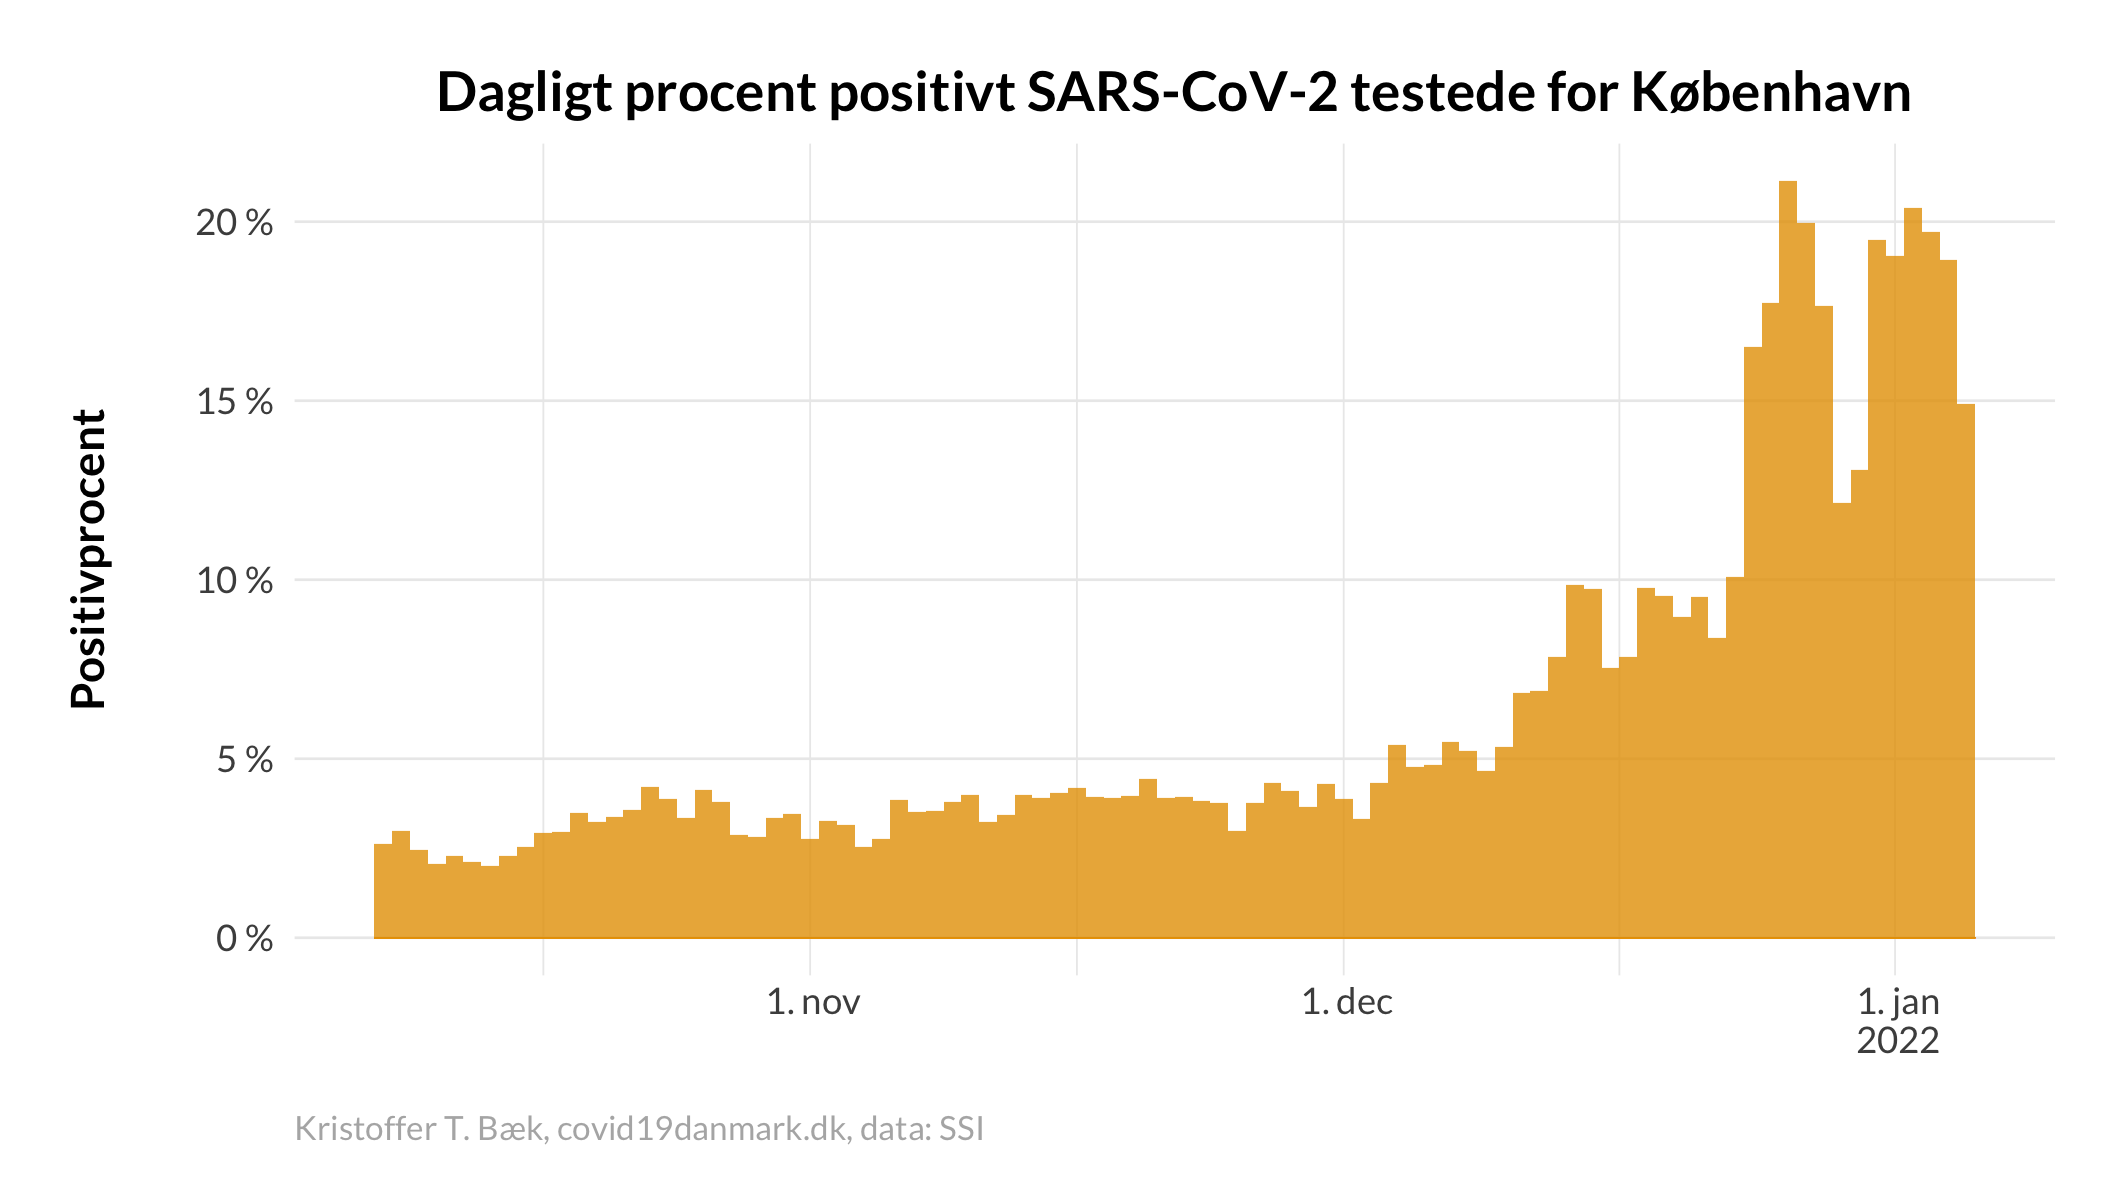 Dagligt procent positivt SARS-CoV-2 testede for København
Positivprocent
20 %
15 %
10 %
5 %
0 %
1. nov
1. dec
1. jan
2022
Kristoffer T. Bæk, covid19danmark.dk, data: SSI